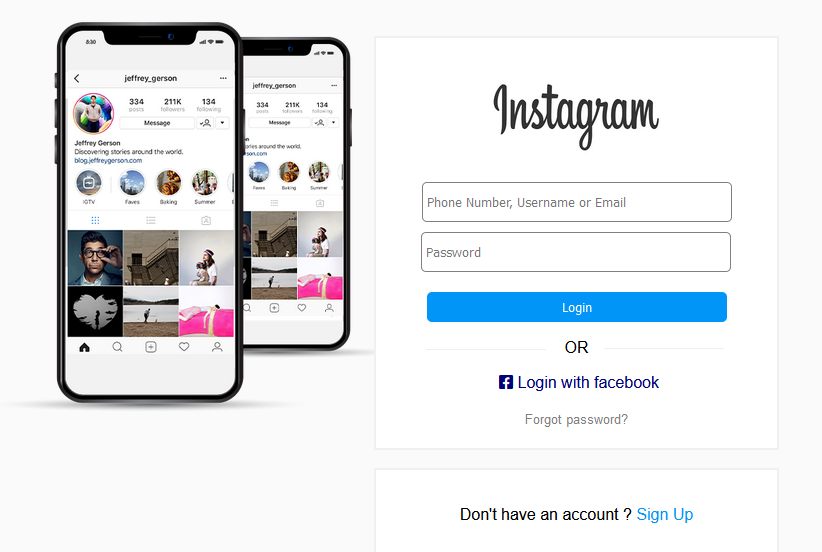 8:30
jeffrey_gerson
334 211K 134
posts followers following
Message
Jeffrey Gerson
Discovering stories around the world.
blog.jeffreygerson.com
IGTV Faves Baking Summer
jeffrey_gerson
334 211K 134
posts followers following
Message
ories around the world.
gerson.com
Faves Baking Summer
Instagram
Phone Number, Username or Email
Password
Login
OR
Login with facebook
Forgot password?
Don't have an account ? Sign Up